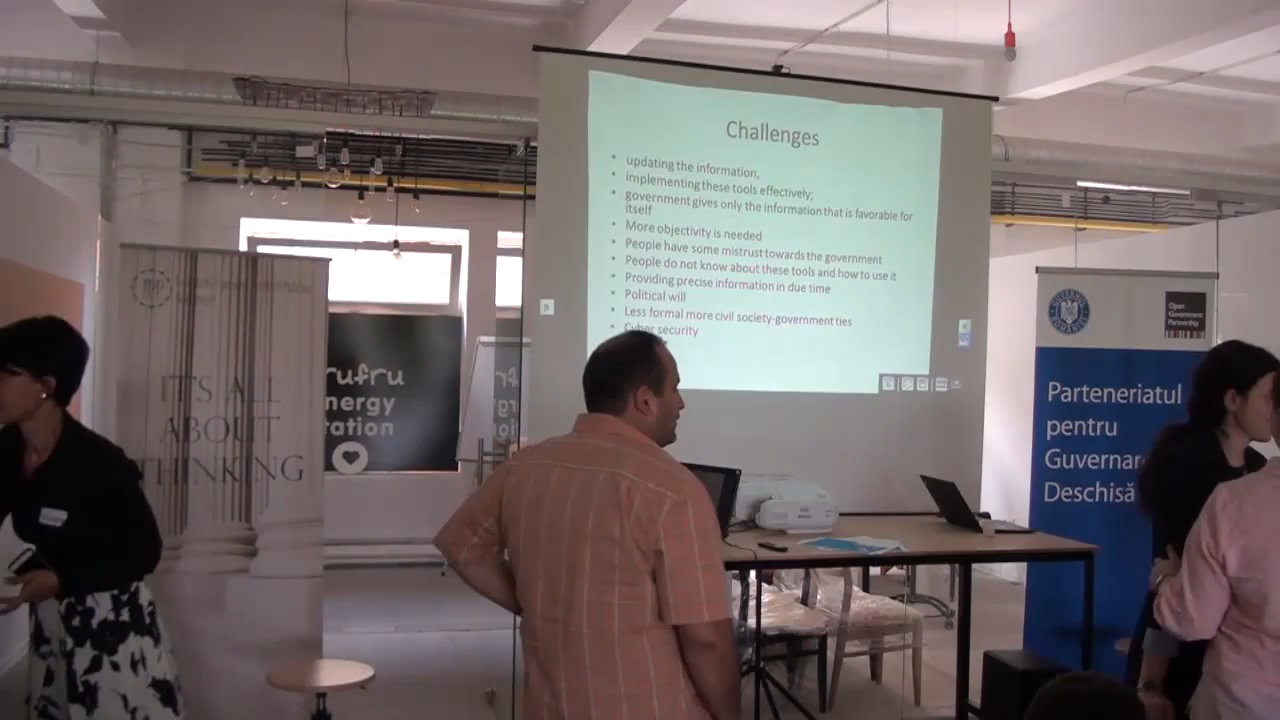 Challenges
updating the information,
implementing these tools effectively;
government gives only the information that is favorable for
itself
More objectivity is needed
People have some mistrust towards the government
People do not know about these tools and how to use it
Providing precise information in due time
Political will
Less formal more civil society-government ties
Cyber security
IT'S ALL
ABOUT
THINKING
rufru
nergy
tation
Open
Government
Partnership
Parteneriatul
pentru
Guvernar
Deschisă